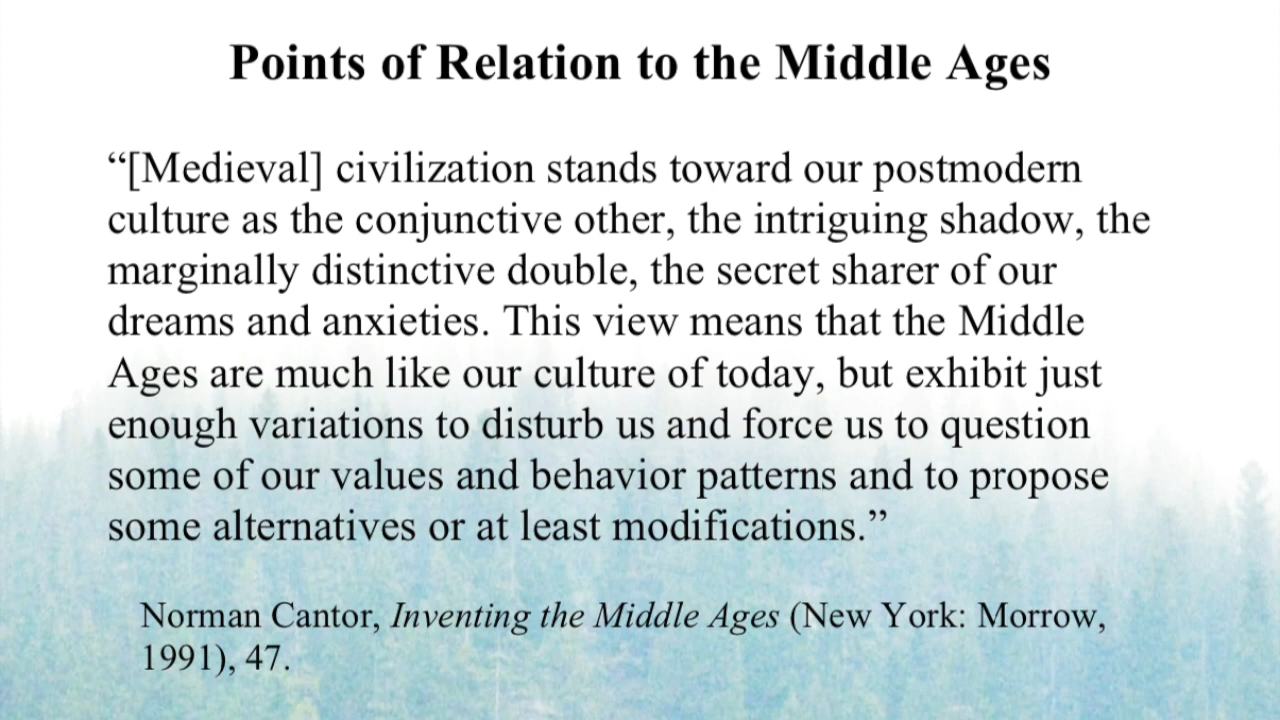 Points of Relation to the Middle Ages
“[Medieval] civilization stands toward our postmodern
culture as the conjunctive other, the intriguing shadow, the
marginally distinctive double, the secret sharer of our
dreams and anxieties. This view means that the Middle
Ages are much like our culture of today, but exhibit just
enough variations to disturb us and force us to question
some of our values and behavior patterns and to propose
some alternatives or at least modifications.”
Norman Cantor, Inventing the Middle Ages (New York: Morrow,
1991), 47.